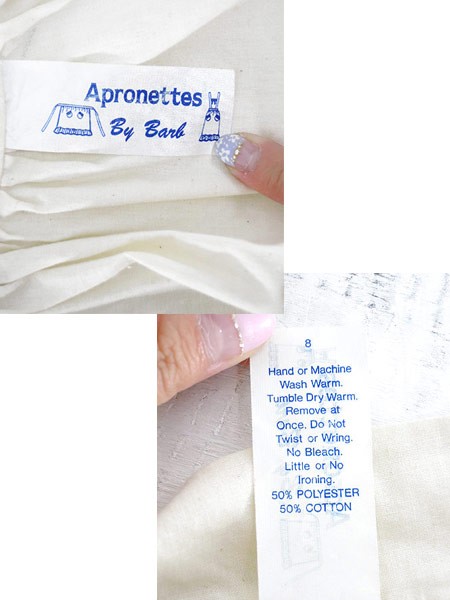 Apronettes
By Barb
8
Hand or Machine
Wash Warm.
Tumble Dry Warm.
Remove at
Once. Do Not
Twist or Wring.
No Bleach.
Little or No
Ironing.
50% POLYESTER
50% COTTON